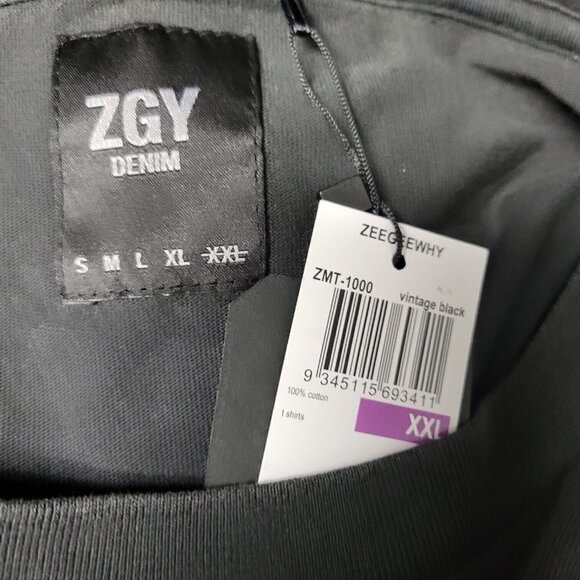 ZGY
DENIM
S M L XL XXL
ZEEGEEWHY
ZMT-1000
vintage black
9 345115 693411
100% cotton
t shirts
XXL